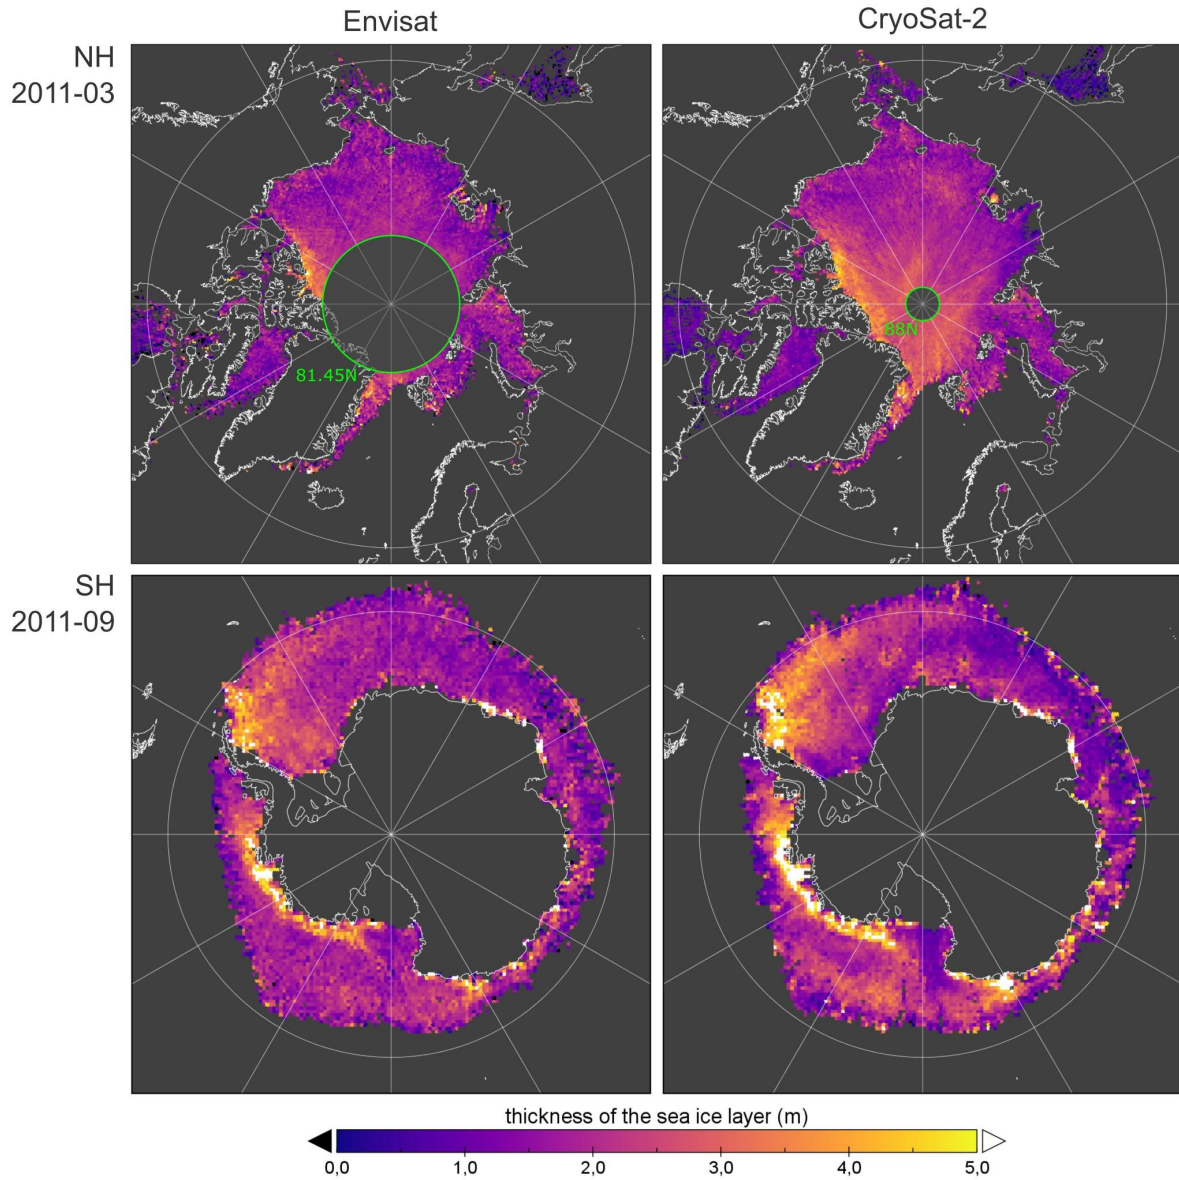 Envisat
CryoSat-2
NH
2011-03
81.45N
88N
SH
2011-09
thickness of the sea ice layer (m)
0,0 1,0 2,0 3,0 4,0 5,0